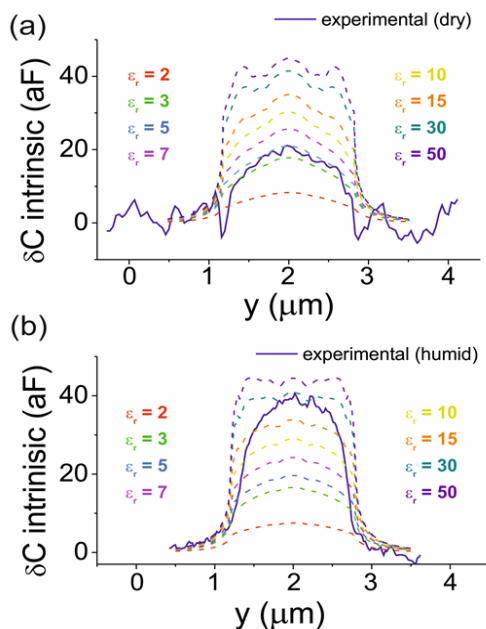 (a)
experimental (dry)
δC intrinsic (aF)
40
20
0
εr = 2
εr = 3
εr = 5
εr = 7
εr = 10
εr = 15
εr = 30
εr = 50
0 1 2 3 4
y (μm)
(b)
experimental (humid)
δC intrinisic (aF)
40
20
0
εr = 2
εr = 3
εr = 5
εr = 7
εr = 10
εr = 15
εr = 30
εr = 50
0 1 2 3 4
y (μm)